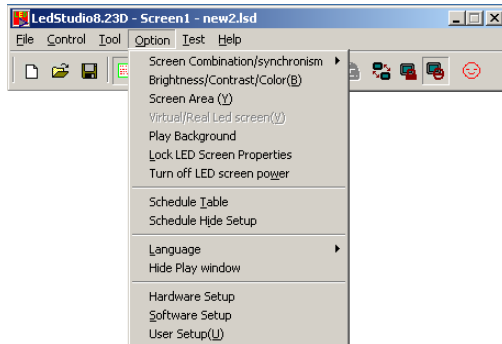 LedStudio8.23D - Screen1 - new2.lsd
File Control Tool Option Test Help
Screen Combination/synchronism
Brightness/Contrast/Color(B)
Screen Area (Y)
Virtual/Real Led screen(V)
Play Background
Lock LED Screen Properties
Turn off LED screen power
Schedule Table
Schedule Hide Setup
Language
Hide Play window
Hardware Setup
Software Setup
User Setup(U)